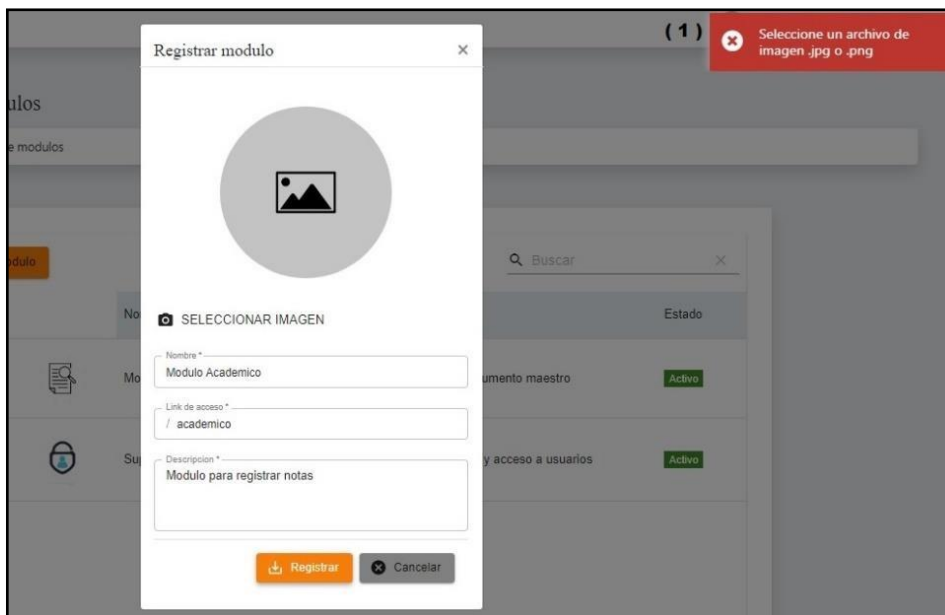 ( 1 )
Seleccione un archivo de
imagen .jpg o .png
Registrar modulo
ulos
e modulos
odulo
Buscar
No
Estado
SELECCIONAR IMAGEN
Nombre *
Modulo Academico
Mo
umento maestro
Activo
Link de acceso *
/ academico
Descripcion *
Modulo para registrar notas
Su
y acceso a usuarios
Activo
Registrar
Cancelar